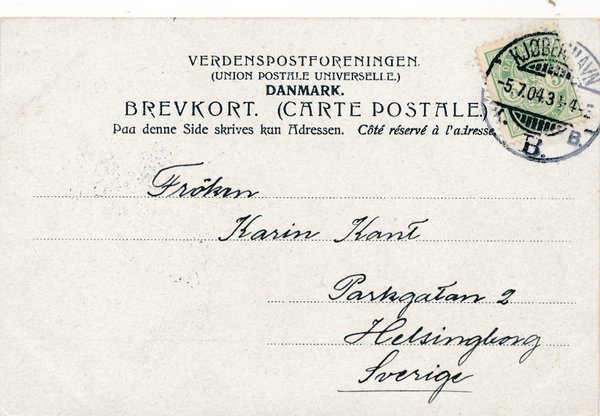 VERDENSPOSTFORENINGEN
(UNION POSTALE UNIVERSELLE.)
DANMARK.
BREVKORT. (CARTE POSTALE.)
Paa denne Side skrives kun Adressen. Côté réservé à l'adresse
KJØBENHAVN
-5.7.04.3
K.
B.
B.
Fröken
Karin Kant
Parkgatan 2
Helsingborg
Sverige